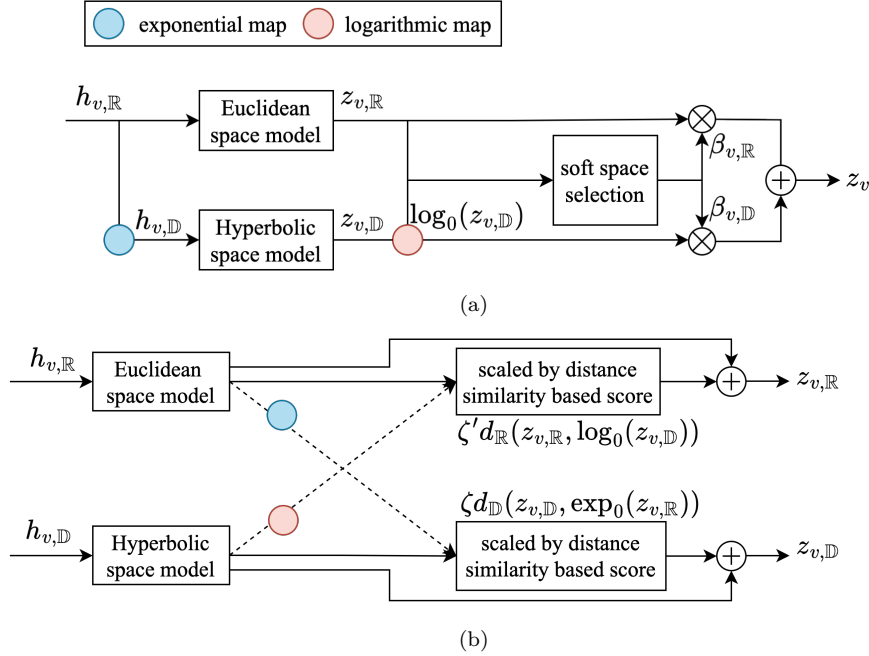 exponential map logarithmic map
h_{v,ℝ} Euclidean space model z_{v,ℝ}
β_{v,ℝ}
soft space selection
z_v
h_{v,𝔻} Hyperbolic space model z_{v,𝔻} log_0(z_{v,𝔻}) β_{v,𝔻}
(a)
h_{v,ℝ} Euclidean space model
scaled by distance similarity based score
z_{v,ℝ}
ζ'd_ℝ(z_{v,ℝ}, log_0(z_{v,𝔻}))
ζd_𝔻(z_{v,𝔻}, exp_0(z_{v,ℝ}))
h_{v,𝔻} Hyperbolic space model
scaled by distance similarity based score
z_{v,𝔻}
(b)